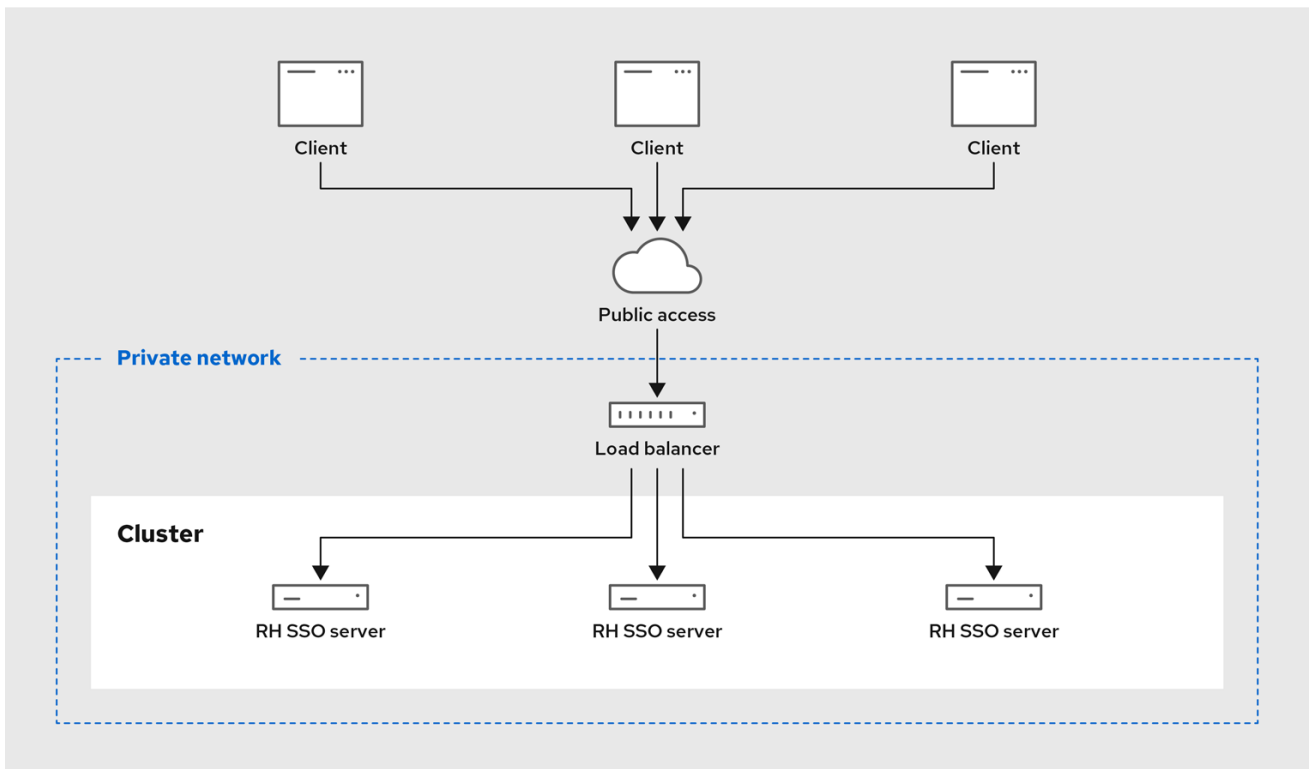 Client
Client
Client
Public access
Private network
Load balancer
Cluster
RH SSO server
RH SSO server
RH SSO server